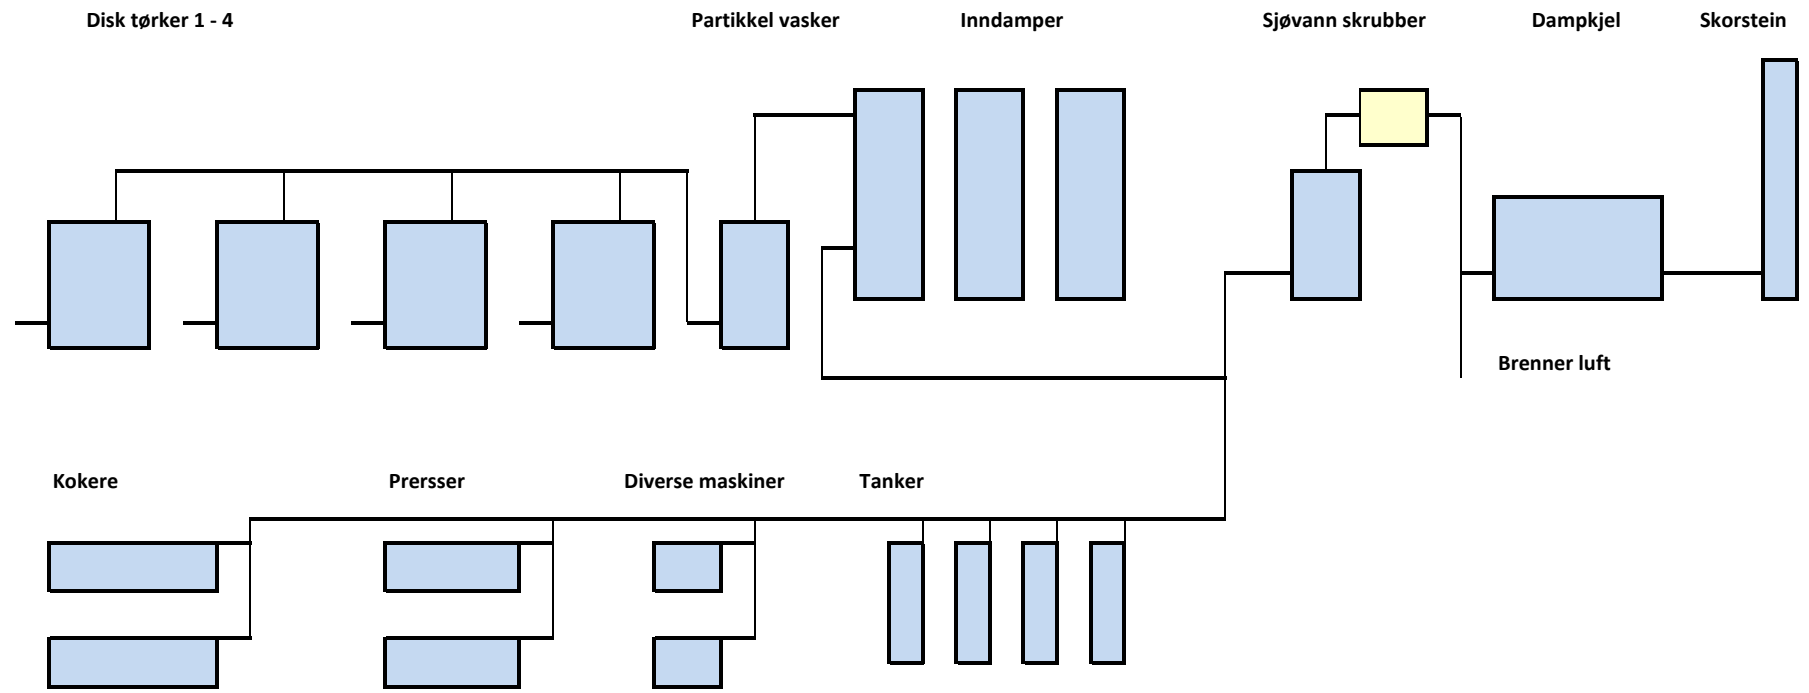 Disk tørker 1 - 4
Partikkel vasker
Inndamper
Sjøvann skrubber
Dampkjel
Skorstein
Brenner luft
Kokere
Prersser
Diverse maskiner
Tanker